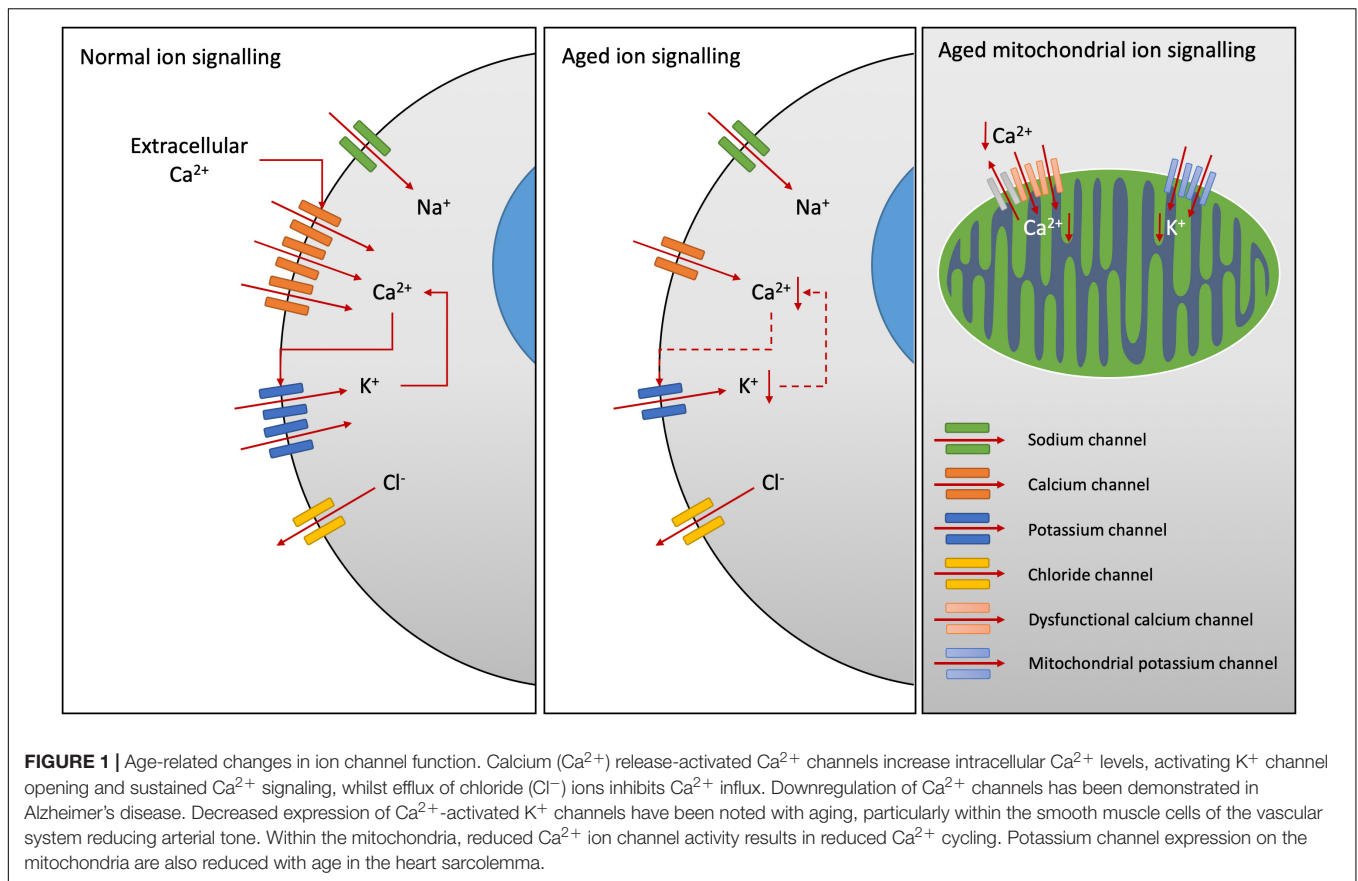 Normal ion signalling
Extracellular
Ca²⁺
Na⁺
Ca²⁺
K⁺
Cl⁻
Aged ion signalling
Na⁺
Ca²⁺
K⁺
Cl⁻
Aged mitochondrial ion signalling
Ca²⁺
Ca²⁺
K⁺
Sodium channel
Calcium channel
Potassium channel
Chloride channel
Dysfunctional calcium channel
Mitochondrial potassium channel
FIGURE 1 | Age-related changes in ion channel function. Calcium (Ca²⁺) release-activated Ca²⁺ channels increase intracellular Ca²⁺ levels, activating K⁺ channel
opening and sustained Ca²⁺ signaling, whilst efflux of chloride (Cl⁻) ions inhibits Ca²⁺ influx. Downregulation of Ca²⁺ channels has been demonstrated in
Alzheimer's disease. Decreased expression of Ca²⁺-activated K⁺ channels have been noted with aging, particularly within the smooth muscle cells of the vascular
system reducing arterial tone. Within the mitochondria, reduced Ca²⁺ ion channel activity results in reduced Ca²⁺ cycling. Potassium channel expression on the
mitochondria are also reduced with age in the heart sarcolemma.